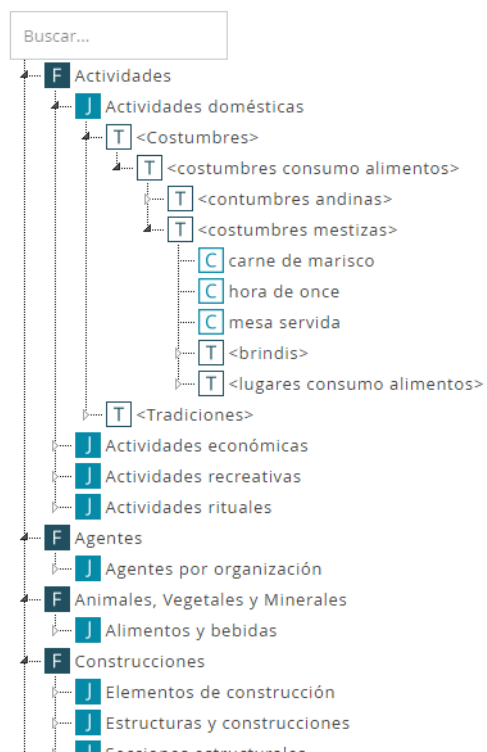 Buscar...
F Actividades
J Actividades domésticas
T <Costumbres>
T <costumbres consumo alimentos>
T <contumbres andinas>
T <costumbres mestizas>
C carne de marisco
C hora de once
C mesa servida
T <brindis>
T <lugares consumo alimentos>
T <Tradiciones>
J Actividades económicas
J Actividades recreativas
J Actividades rituales
F Agentes
J Agentes por organización
F Animales, Vegetales y Minerales
J Alimentos y bebidas
F Construcciones
J Elementos de construcción
J Estructuras y construcciones
J Secciones estructurales